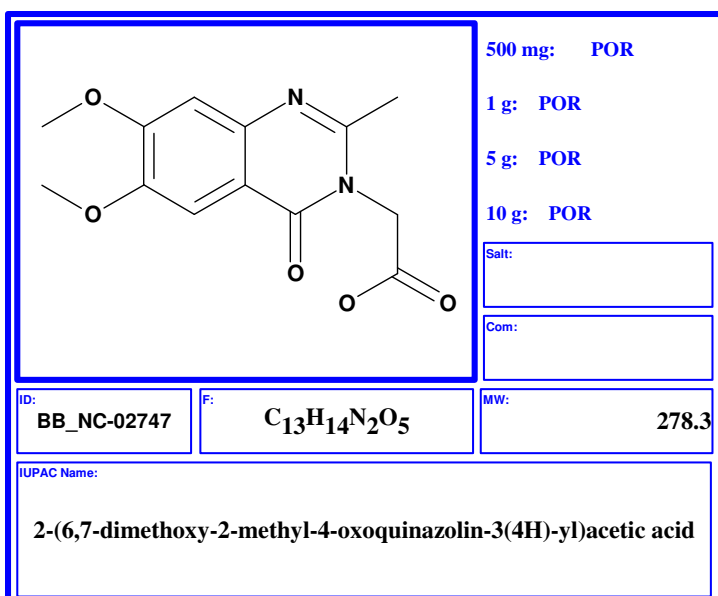 500 mg: POR
1 g: POR
5 g: POR
10 g: POR
N
O
O
N
O
O
O
Salt:
Com:
ID:
BB_NC-02747
F:
C13H14N2O5
MW:
278.3
IUPAC Name:
2-(6,7-dimethoxy-2-methyl-4-oxoquinazolin-3(4H)-yl)acetic acid